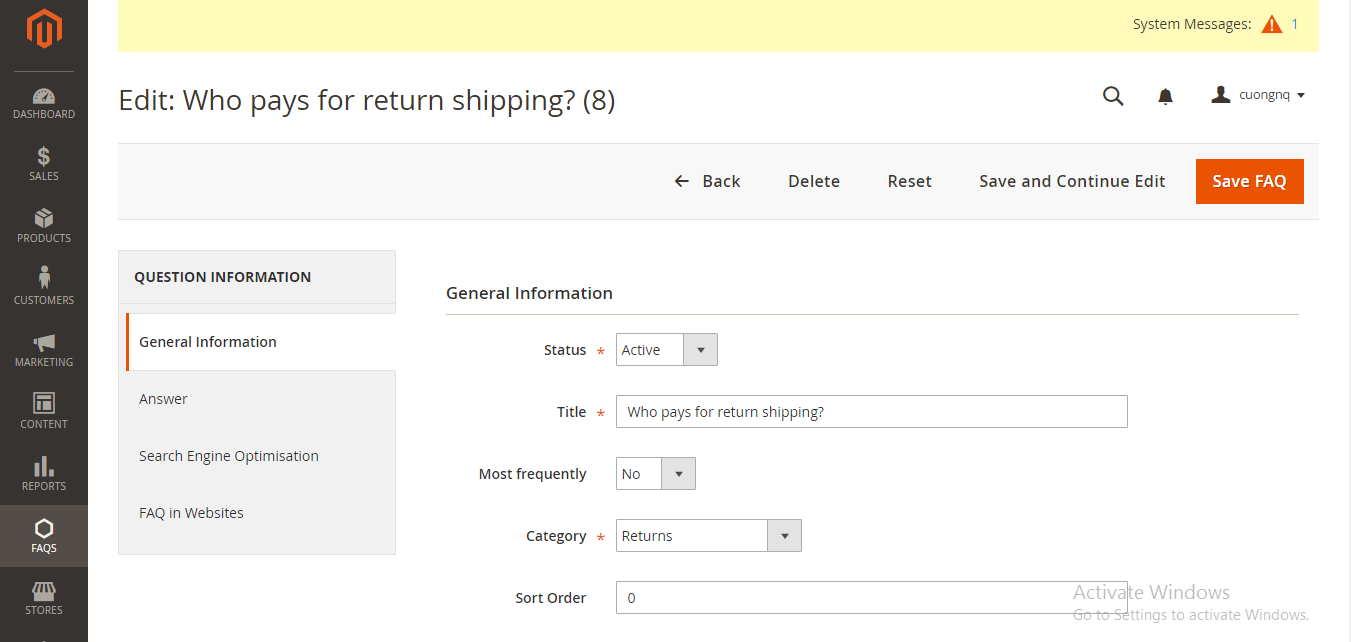 System Messages: 1
Edit: Who pays for return shipping? (8)
cuongnq
Back Delete Reset Save and Continue Edit Save FAQ
DASHBOARD
SALES
PRODUCTS
CUSTOMERS
MARKETING
CONTENT
REPORTS
FAQS
STORES
QUESTION INFORMATION
General Information
Answer
Search Engine Optimisation
FAQ in Websites
General Information
Status * Active
Title * Who pays for return shipping?
Most frequently No
Category * Returns
Sort Order 0
Activate Windows
Go to Settings to activate Windows.